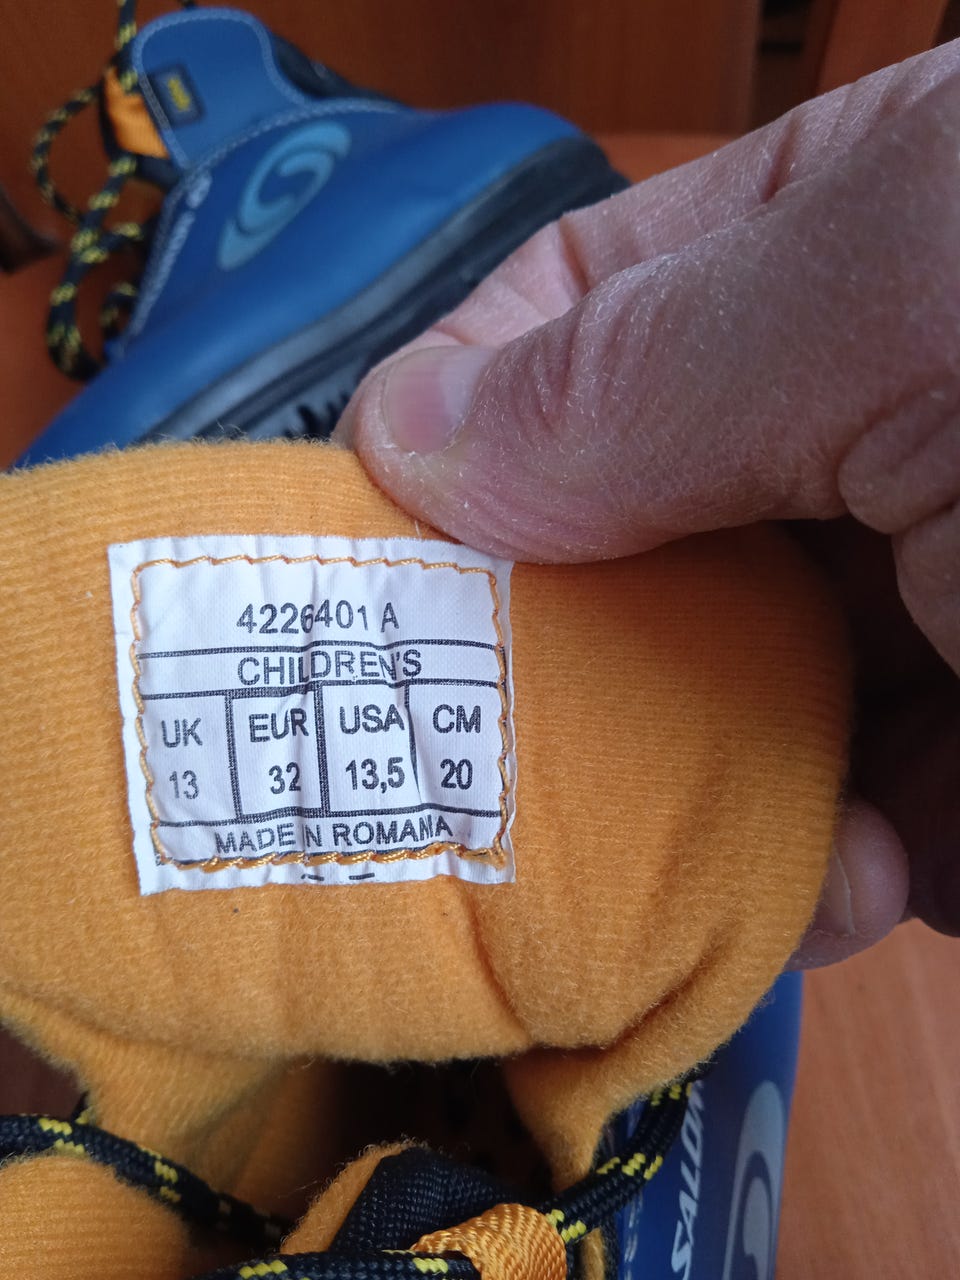 4226401 A
CHILDREN'S
UK EUR USA CM
13 32 13,5 20
MADE IN ROMANIA
SALOMON